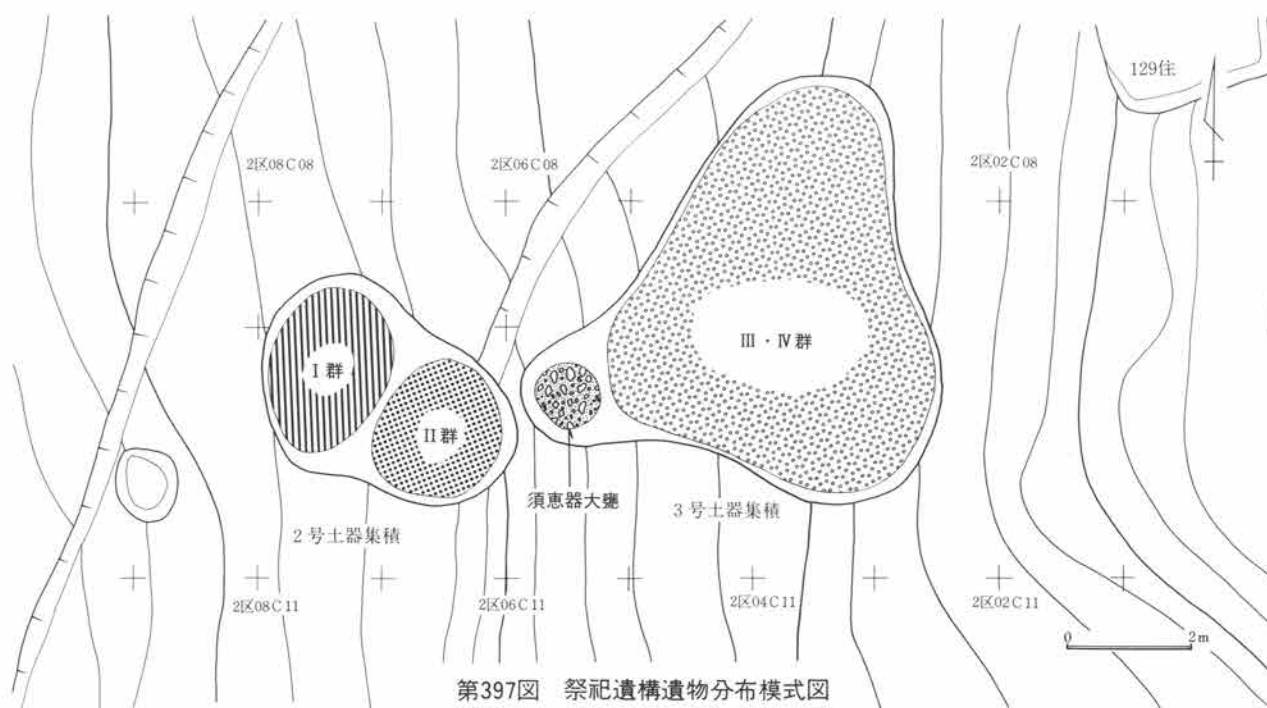 129住
2区08C08
2区06C08
2区02C08
Ⅰ群
Ⅱ群
Ⅲ・Ⅳ群
須恵器大甕
2号土器集積
3号土器集積
2区08C11
2区06C11
2区04C11
2区02C11
0 2m
第397図 祭祀遺構遺物分布模式図